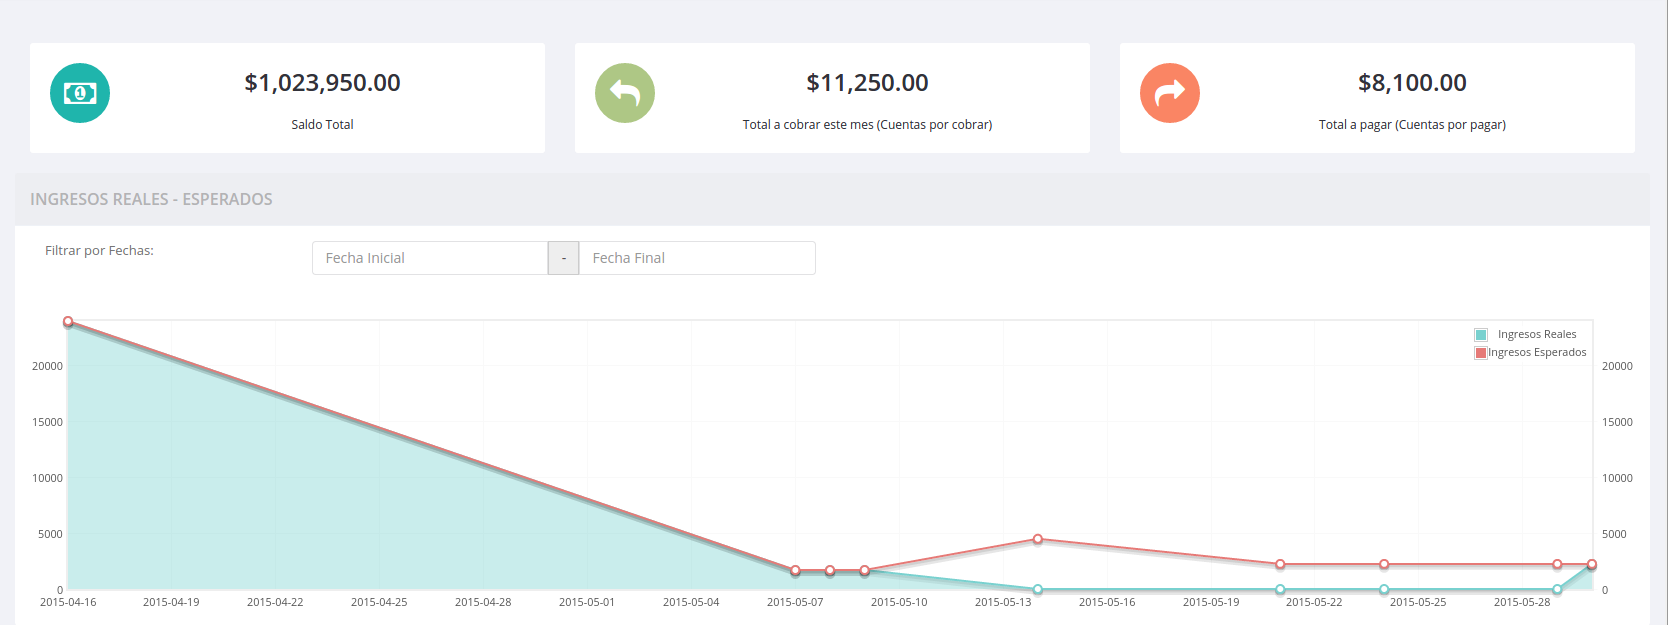 $1,023,950.00
Saldo Total
$11,250.00
Total a cobrar este mes (Cuentas por cobrar)
$8,100.00
Total a pagar (Cuentas por pagar)
INGRESOS REALES - ESPERADOS
Filtrar por Fechas:
Fecha Inicial - Fecha Final
Ingresos Reales
Ingresos Esperados
20000 20000
15000 15000
10000 10000
5000 5000
0 0
2015-04-16 2015-04-19 2015-04-22 2015-04-25 2015-04-28 2015-05-01 2015-05-04 2015-05-07 2015-05-10 2015-05-13 2015-05-16 2015-05-19 2015-05-22 2015-05-25 2015-05-28